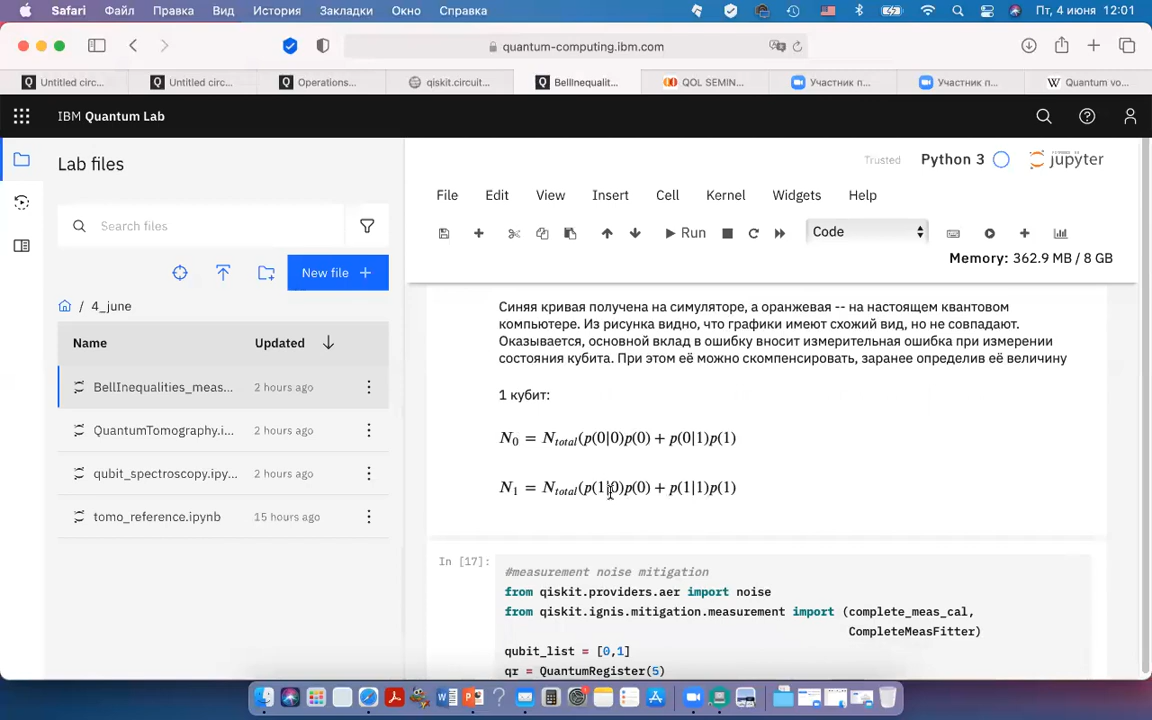 Safari Файл Правка Вид История Закладки Окно Справка Пт, 4 июня 12:01
quantum-computing.ibm.com
Untitled circ... Untitled circ... Operations... qiskit.circuit... BellInequalit... QOL SEMIN... Участник п... Участник п... Quantum vo...
IBM Quantum Lab
Lab files
Search files
New file +
/ 4_june
Name Updated
BellInequalities_meas... 2 hours ago
QuantumTomography.i... 2 hours ago
qubit_spectroscopy.ipy... 2 hours ago
tomo_reference.ipynb 15 hours ago
Trusted Python 3 jupyter
File Edit View Insert Cell Kernel Widgets Help
Run Code
Memory: 362.9 MB / 8 GB
Синяя кривая получена на симуляторе, а оранжевая -- на настоящем квантовом
компьютере. Из рисунка видно, что графики имеют схожий вид, но не совпадают.
Оказывается, основной вклад в ошибку вносит измерительная ошибка при измерении
состояния кубита. При этом её можно скомпенсировать, заранее определив её величину
1 кубит:
N₀ = N_total(p(0|0)p(0) + p(0|1)p(1)
N₁ = N_total(p(1|0)p(0) + p(1|1)p(1)
In [17]:
#measurement noise mitigation
from qiskit.providers.aer import noise
from qiskit.ignis.mitigation.measurement import (complete_meas_cal,
CompleteMeasFitter)
qubit_list = [0,1]
qr = QuantumRegister(5)